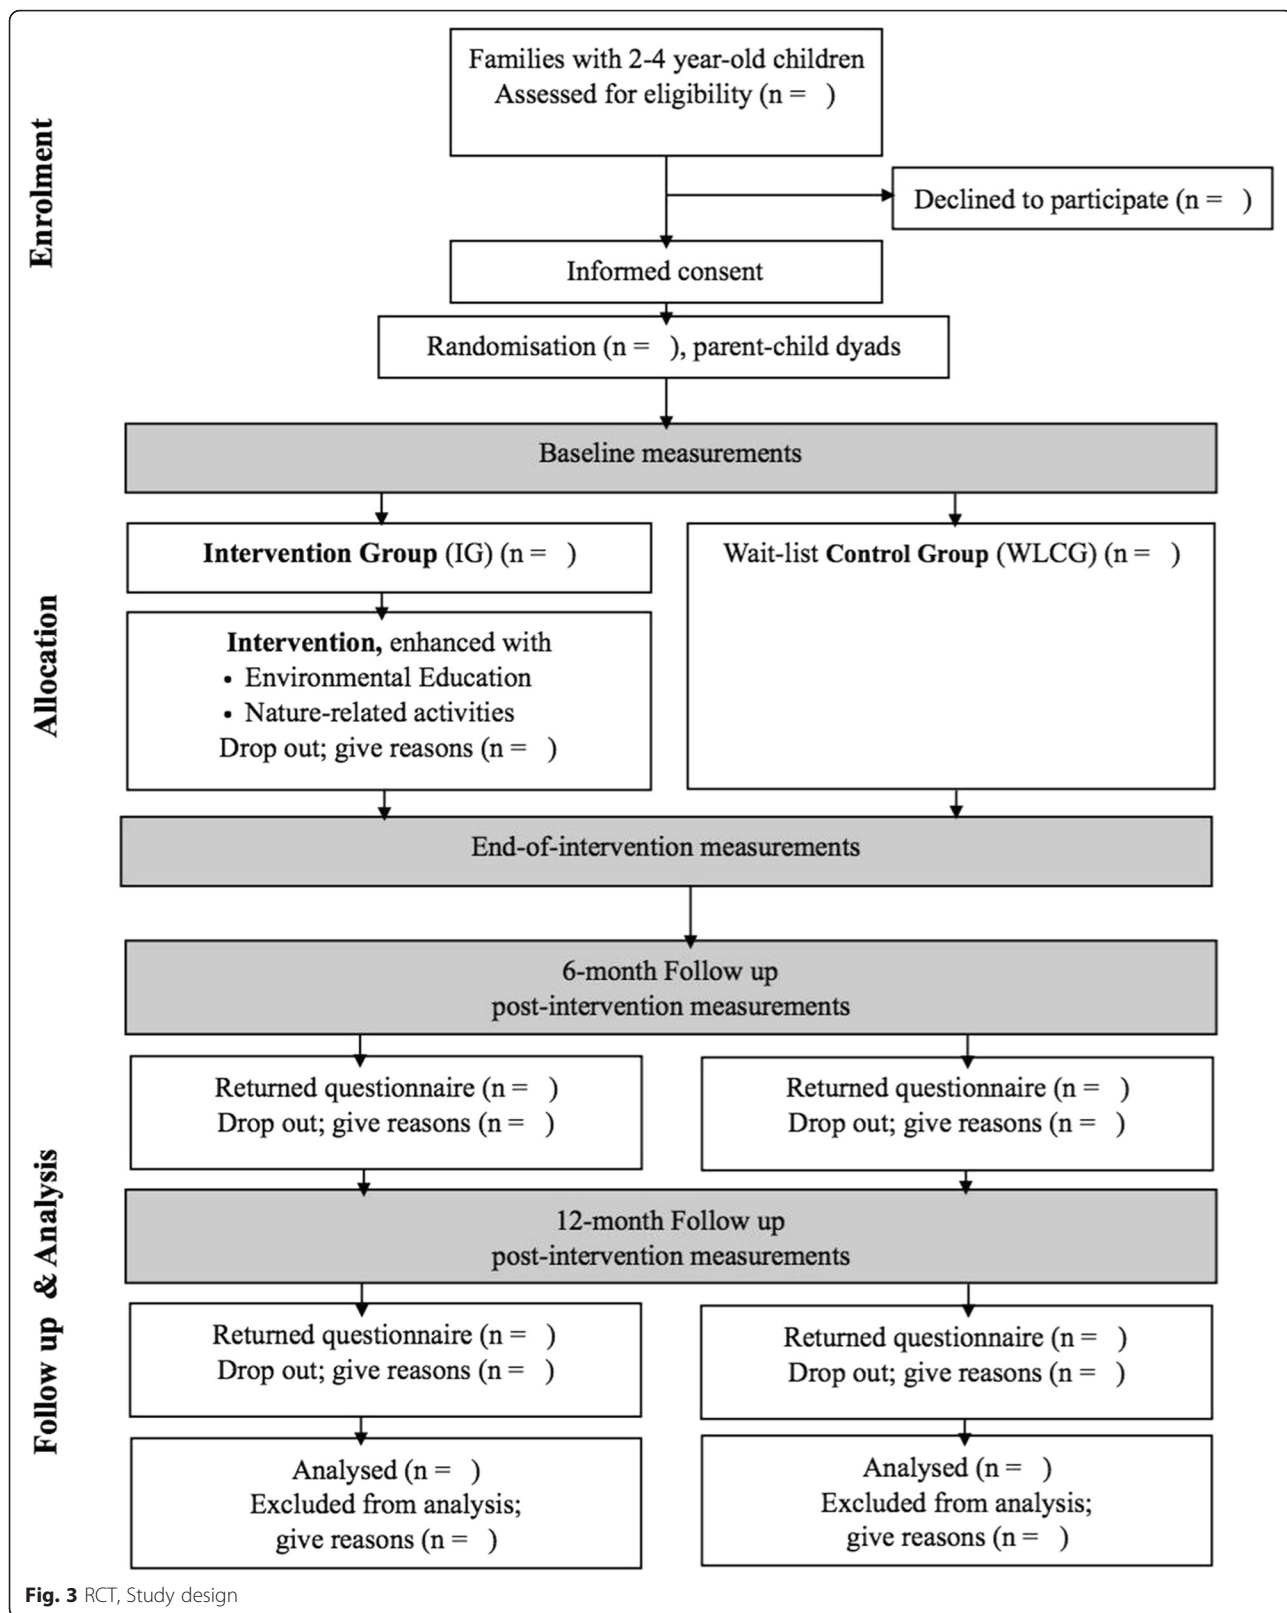 Enrolment
Families with 2-4 year-old children
Assessed for eligibility (n =   )
Declined to participate (n =   )
Informed consent
Randomisation (n =   ), parent-child dyads
Baseline measurements
Allocation
Intervention Group (IG) (n =   )
Wait-list Control Group (WLCG) (n =   )
Intervention, enhanced with
• Environmental Education
• Nature-related activities
Drop out; give reasons (n =   )
End-of-intervention measurements
Follow up & Analysis
6-month Follow up
post-intervention measurements
Returned questionnaire (n =   )
Drop out; give reasons (n =   )
Returned questionnaire (n =   )
Drop out; give reasons (n =   )
12-month Follow up
post-intervention measurements
Returned questionnaire (n =   )
Drop out; give reasons (n =   )
Returned questionnaire (n =   )
Drop out; give reasons (n =   )
Analysed (n =   )
Excluded from analysis;
give reasons (n =   )
Analysed (n =   )
Excluded from analysis;
give reasons (n =   )
Fig. 3 RCT, Study design